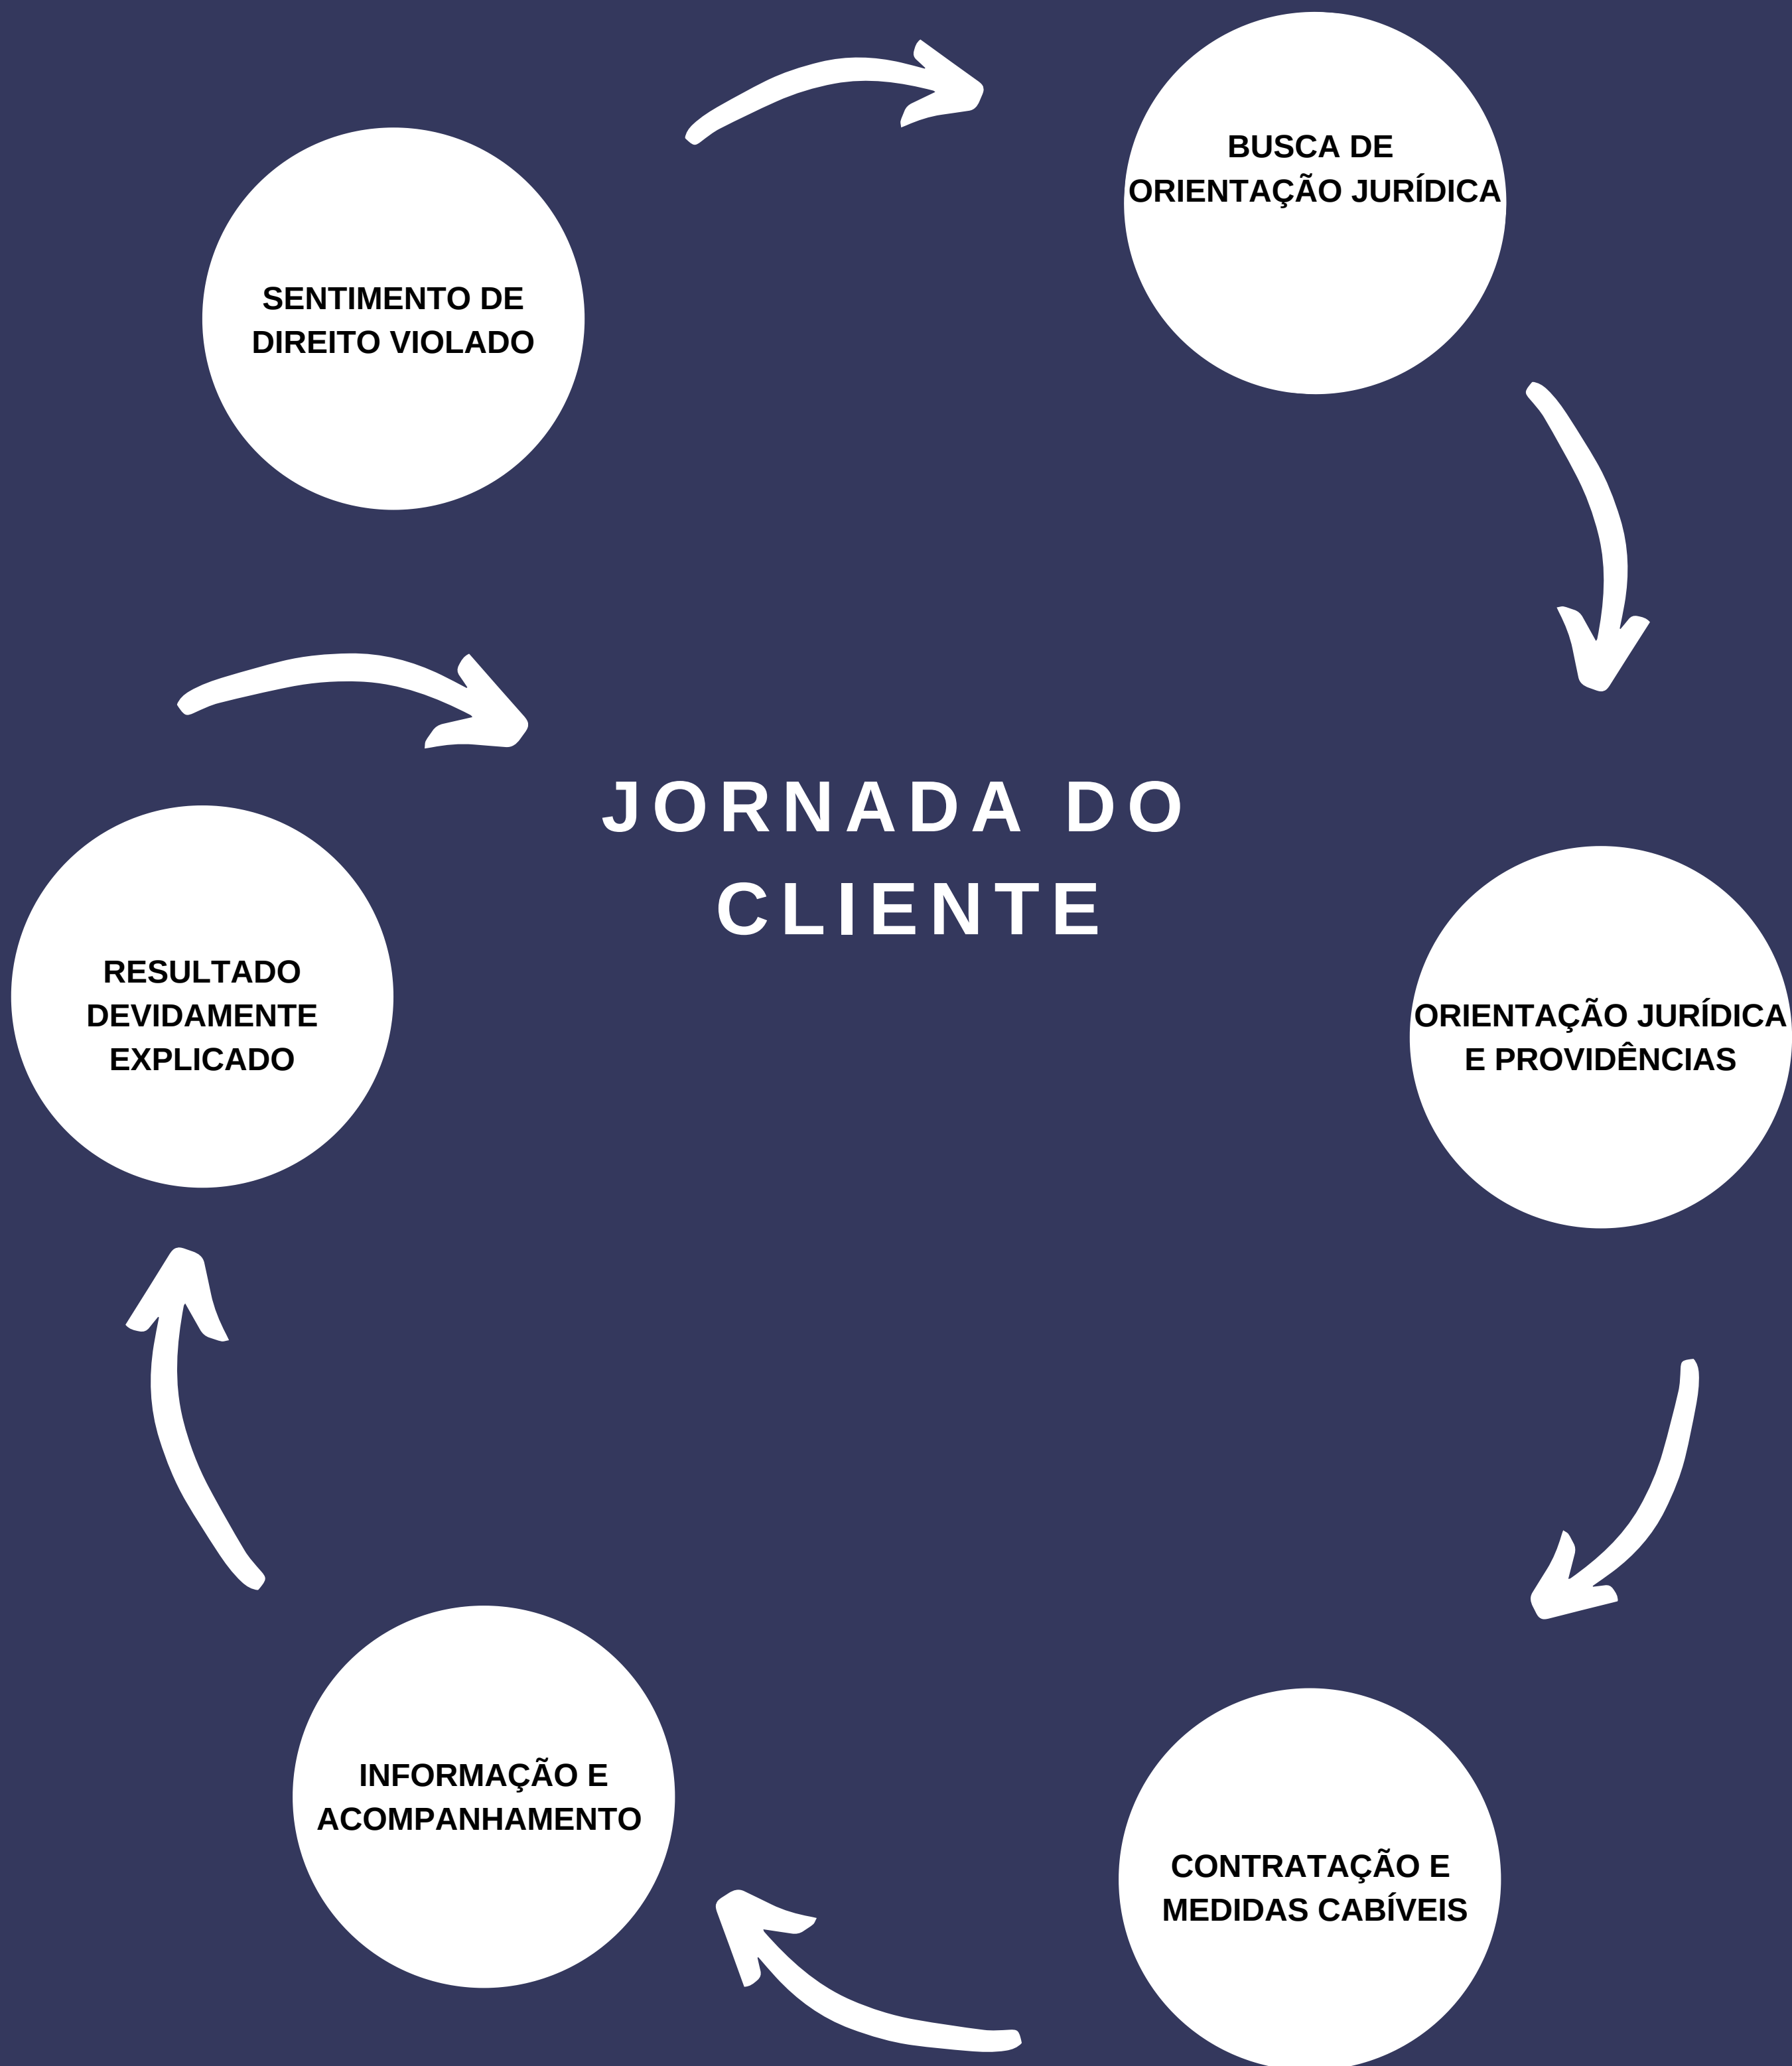 BUSCA DE
ORIENTAÇÃO JURÍDICA
SENTIMENTO DE
DIREITO VIOLADO
JORNADA DO
CLIENTE
RESULTADO
DEVIDAMENTE
EXPLICADO
ORIENTAÇÃO JURÍDICA
E PROVIDÊNCIAS
INFORMAÇÃO E
ACOMPANHAMENTO
CONTRATAÇÃO E
MEDIDAS CABÍVEIS